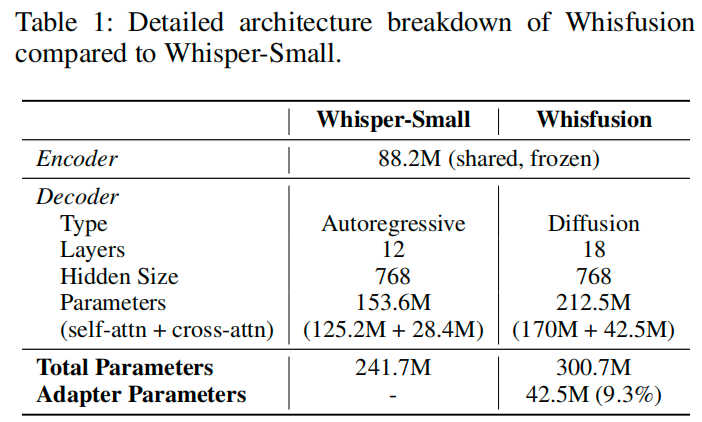 Table 1: Detailed architecture breakdown of Whisfusion
compared to Whisper-Small.
Whisper-Small Whisfusion
Encoder 88.2M (shared, frozen)
Decoder
Type Autoregressive Diffusion
Layers 12 18
Hidden Size 768 768
Parameters 153.6M 212.5M
(self-attn + cross-attn) (125.2M + 28.4M) (170M + 42.5M)
Total Parameters 241.7M 300.7M
Adapter Parameters - 42.5M (9.3%)